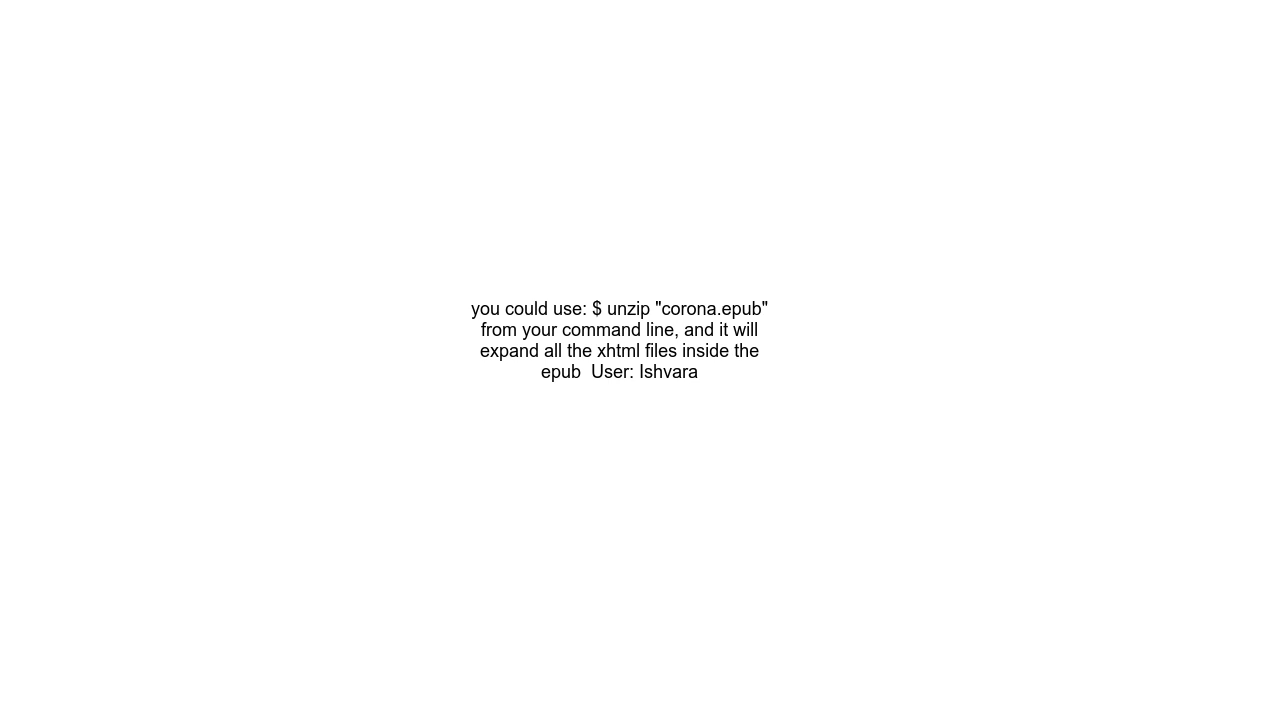 you could use: $ unzip "corona.epub"
from your command line, and it will
expand all the xhtml files inside the
epub  User: Ishvara